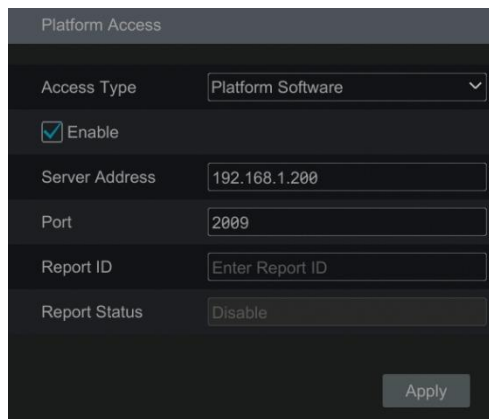 Platform Access
Access Type Platform Software
Enable
Server Address 192.168.1.200
Port 2009
Report ID Enter Report ID
Report Status Disable
Apply